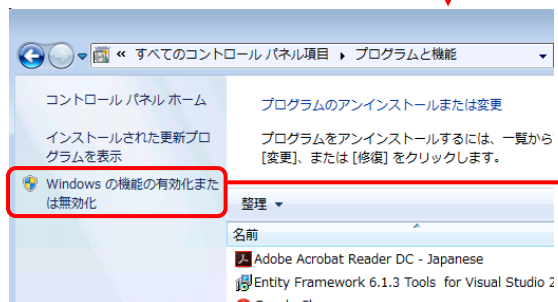 « すべてのコントロール パネル項目 ▸ プログラムと機能
コントロール パネル ホーム
インストールされた更新プロ
グラムを表示
Windows の機能の有効化また
は無効化
プログラムのアンインストールまたは変更
プログラムをアンインストールするには、一覧から
[変更]、または [修復] をクリックします。
整理 ▼
名前
Adobe Acrobat Reader DC - Japanese
Entity Framework 6.1.3 Tools for Visual Studio 2